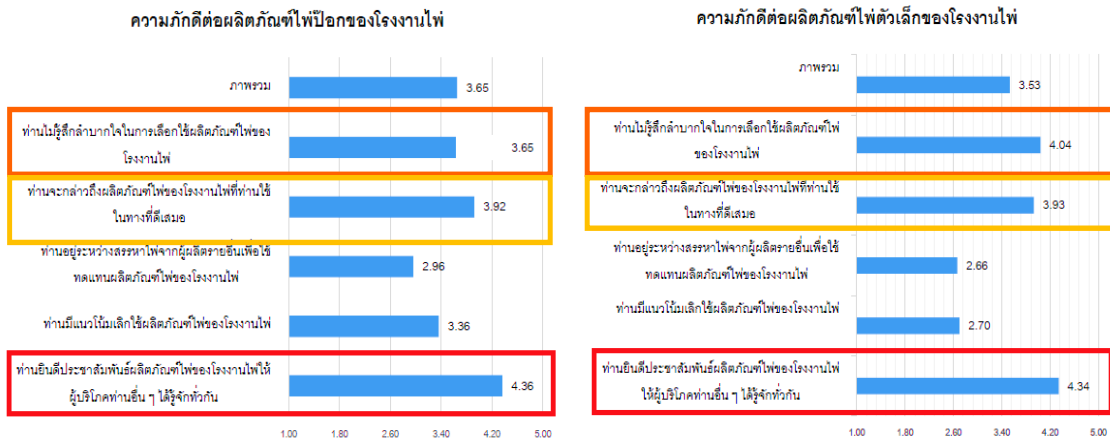 ความภักดีต่อผลิตภัณฑ์ไพ่ป๊อกของโรงงานไพ่
ภาพรวม
3.65
ท่านไม่รู้สึกลำบากใจในการเลือกใช้ผลิตภัณฑ์ไพ่ของ
โรงงานไพ่
3.65
ท่านจะกล่าวถึงผลิตภัณฑ์ไพ่ของโรงงานไพ่ที่ท่านใช้
ในทางที่ดีเสมอ
3.92
ท่านอยู่ระหว่างสรรหาไพ่จากผู้ผลิตรายอื่นเพื่อใช้
ทดแทนผลิตภัณฑ์ไพ่ของโรงงานไพ่
2.96
ท่านมีแนวโน้มเลิกใช้ผลิตภัณฑ์ไพ่ของโรงงานไพ่
3.36
ท่านยินดีประชาสัมพันธ์ผลิตภัณฑ์ไพ่ของโรงงานไพ่ให้
ผู้บริโภคท่านอื่น ๆ ได้รู้จักทั่วกัน
4.36
1.00 1.80 2.60 3.40 4.20 5.00
ความภักดีต่อผลิตภัณฑ์ไพ่ตัวเล็กของโรงงานไพ่
ภาพรวม
3.53
ท่านไม่รู้สึกลำบากใจในการเลือกใช้ผลิตภัณฑ์ไพ่
ของโรงงานไพ่
4.04
ท่านจะกล่าวถึงผลิตภัณฑ์ไพ่ของโรงงานไพ่ที่ท่านใช้
ในทางที่ดีเสมอ
3.93
ท่านอยู่ระหว่างสรรหาไพ่จากผู้ผลิตรายอื่นเพื่อใช้
ทดแทนผลิตภัณฑ์ไพ่ของโรงงานไพ่
2.66
ท่านมีแนวโน้มเลิกใช้ผลิตภัณฑ์ไพ่ของโรงงานไพ่
2.70
ท่านยินดีประชาสัมพันธ์ผลิตภัณฑ์ไพ่ของโรงงานไพ่
ให้ผู้บริโภคท่านอื่น ๆ ได้รู้จักทั่วกัน
4.34
1.00 1.80 2.60 3.40 4.20 5.00